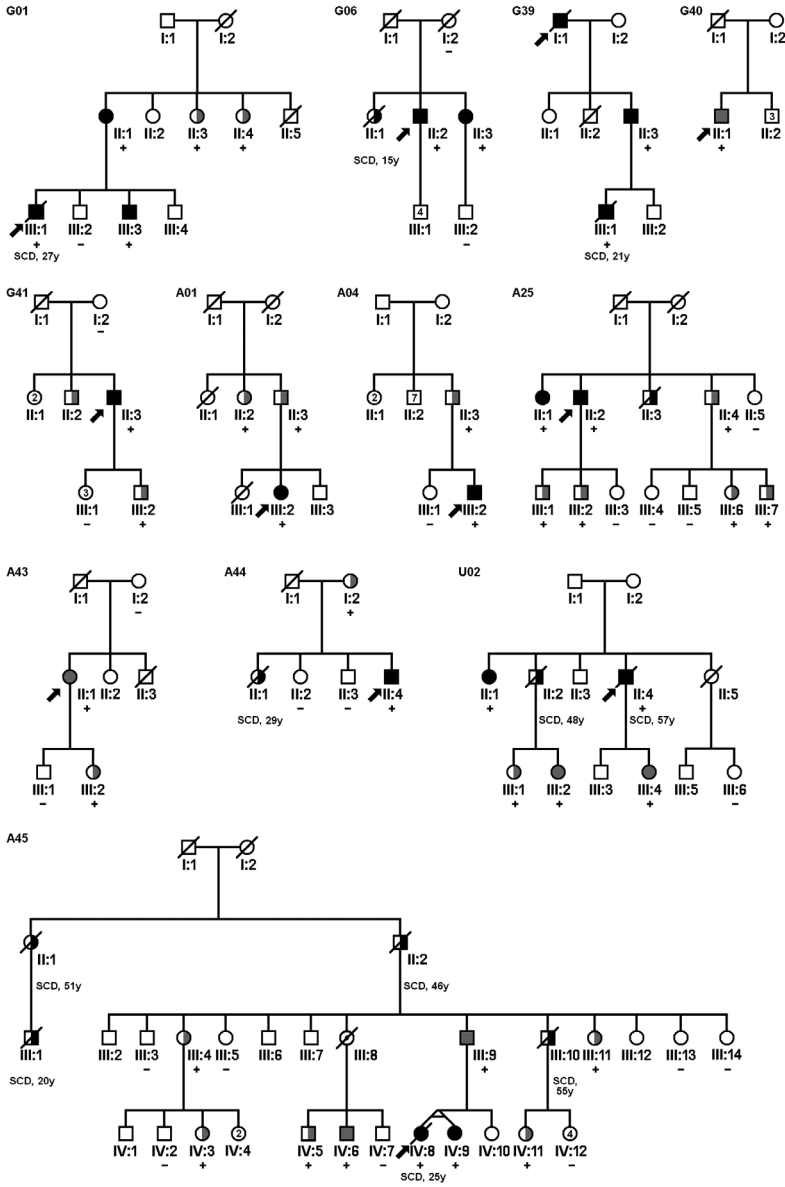 G01 G06 G39 G40
I:1 I:2 I:1 I:2 I:1 I:2 I:1 I:2
−
3
II:1 II:2 II:3 II:4 II:5 II:1 II:2 II:3 II:1 II:2 II:3 II:1 II:2
+ + + + + + +
SCD, 15y
4
III:1 III:2 III:3 III:4 III:1 III:2 III:1 III:2
+ − + − +
SCD, 27y SCD, 21y
G41 A01 A04 A25
I:1 I:2 I:1 I:2 I:1 I:2 I:1 I:2
−
2 2 7
II:1 II:2 II:3 II:1 II:2 II:3 II:1 II:2 II:3 II:1 II:2 II:3 II:4 II:5
+ + + + + + + −
3
III:1 III:2 III:1 III:2 III:3 III:1 III:2 III:1 III:2 III:3 III:4 III:5 III:6 III:7
− + + − + + + − − − + +
A43 A44 U02
I:1 I:2 I:1 I:2 I:1 I:2
− +
II:1 II:2 II:3 II:1 II:2 II:3 II:4 II:1 II:2 II:3 II:4 II:5
+ − − + + +
SCD, 29y SCD, 48y SCD, 57y
III:1 III:2 III:1 III:2 III:3 III:4 III:5 III:6
− + + + + −
A45
I:1 I:2
II:1 II:2
SCD, 51y SCD, 46y
III:1 III:2 III:3 III:4 III:5 III:6 III:7 III:8 III:9 III:10 III:11 III:12 III:13 III:14
− + − + + − −
SCD, 20y SCD,
55y
2 4
IV:1 IV:2 IV:3 IV:4 IV:5 IV:6 IV:7 IV:8 IV:9 IV:10 IV:11 IV:12
− + + + − + + + −
SCD, 25y